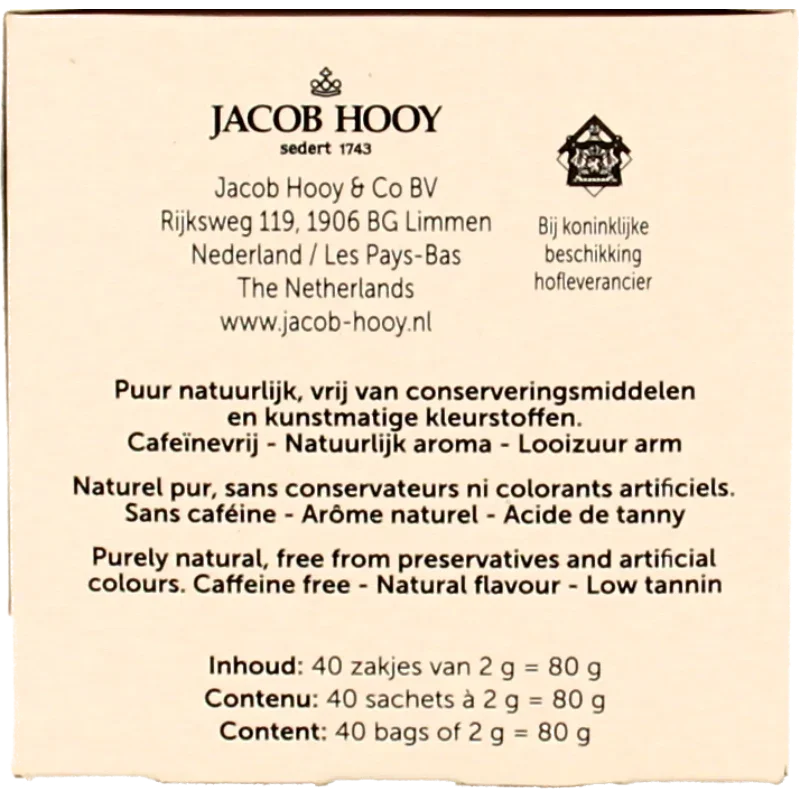 JACOB HOOY
sedert 1743
Jacob Hooy & Co BV
Rijksweg 119, 1906 BG Limmen
Nederland / Les Pays-Bas
The Netherlands
www.jacob-hooy.nl
Bij koninklijke
beschikking
hofleverancier
Puur natuurlijk, vrij van conserveringsmiddelen
en kunstmatige kleurstoffen.
Cafeïnevrij - Natuurlijk aroma - Looizuur arm
Naturel pur, sans conservateurs ni colorants artificiels.
Sans caféine - Arôme naturel - Acide de tanny
Purely natural, free from preservatives and artificial
colours. Caffeine free - Natural flavour - Low tannin
Inhoud: 40 zakjes van 2 g = 80 g
Contenu: 40 sachets à 2 g = 80 g
Content: 40 bags of 2 g = 80 g